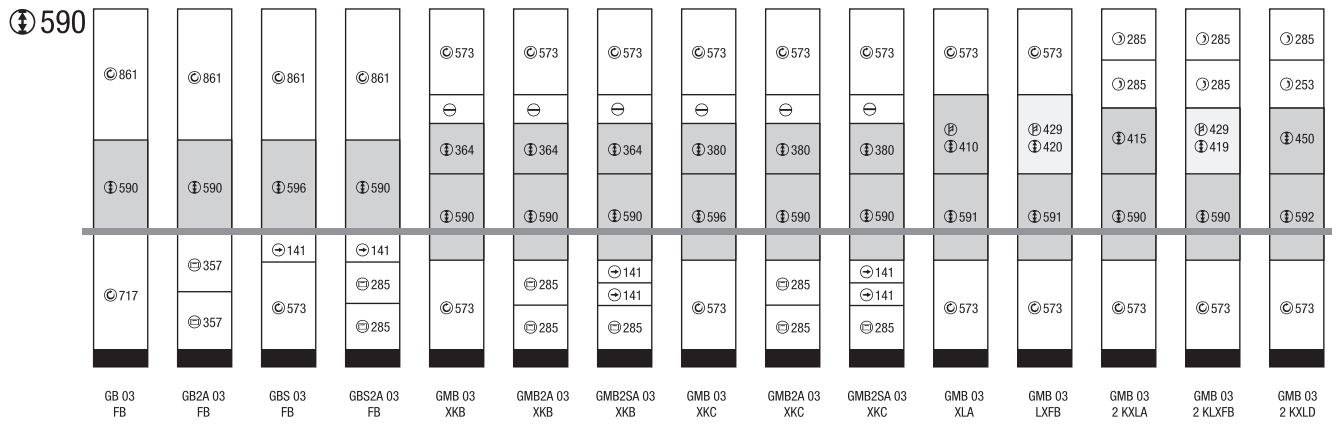 590
861
590
717
GB 03
FB
861
590
357
357
GB2A 03
FB
861
596
141
573
GBS 03
FB
861
590
141
285
285
GBS2A 03
FB
573
364
590
573
GMB 03
XKB
573
364
590
285
285
GMB2A 03
XKB
573
364
590
141
141
285
GMB2SA 03
XKB
573
380
596
573
GMB 03
XKC
573
380
590
285
285
GMB2A 03
XKC
573
380
590
141
141
285
GMB2SA 03
XKC
573
410
591
573
GMB 03
XLA
573
429
420
591
573
GMB 03
LXFB
285
285
415
590
573
GMB 03
2 KXLA
285
285
429
419
590
573
GMB 03
2 KLXFB
285
253
450
592
573
GMB 03
2 KXLD